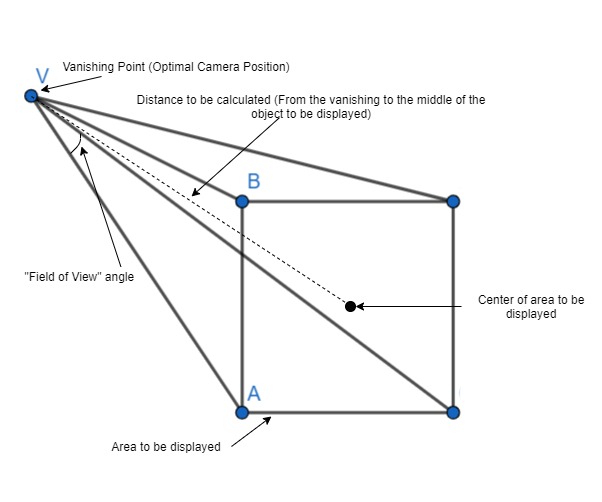 V
Vanishing Point (Optimal Camera Position)
Distance to be calculated (From the vanishing to the middle of the
object to be displayed)
B
"Field of View" angle
Center of area to be
displayed
A
Area to be displayed